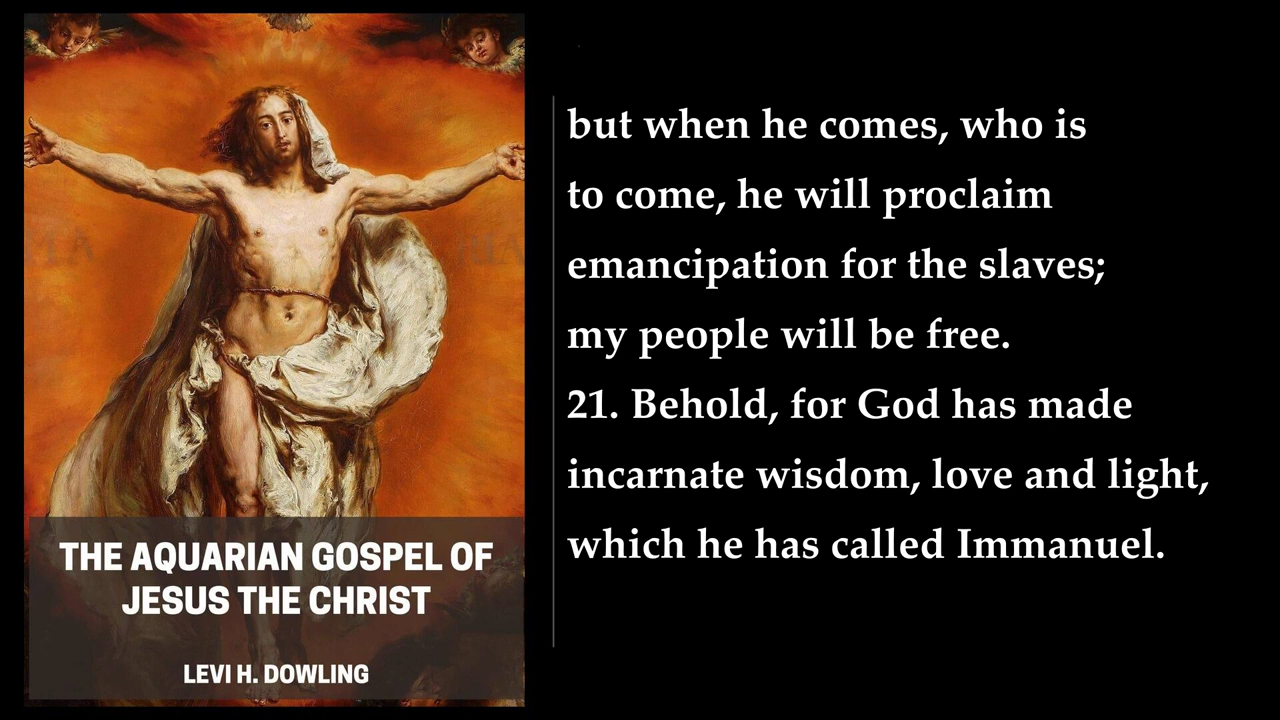 THE AQUARIAN GOSPEL OF
JESUS THE CHRIST
LEVI H. DOWLING
but when he comes, who is
to come, he will proclaim
emancipation for the slaves;
my people will be free.
21. Behold, for God has made
incarnate wisdom, love and light,
which he has called Immanuel.